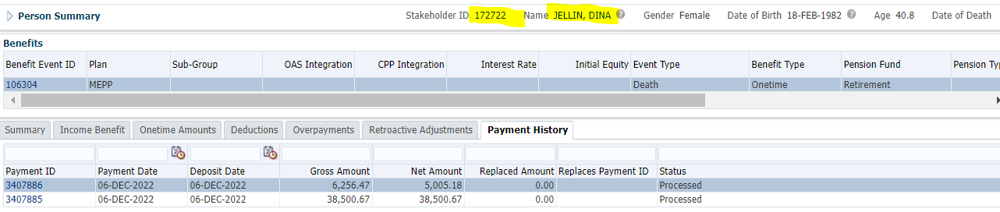 Person Summary Stakeholder ID 172722 Name JELLIN, DINA Gender Female Date of Birth 18-FEB-1982 Age 40.8 Date of Death
Benefits
Benefit Event ID Plan Sub-Group OAS Integration CPP Integration Interest Rate Initial Equity Event Type Benefit Type Pension Fund Pension Typ
106304 MEPP Death Onetime Retirement
Summary Income Benefit Onetime Amounts Deductions Overpayments Retroactive Adjustments Payment History
Payment ID Payment Date Deposit Date Gross Amount Net Amount Replaced Amount Replaces Payment ID Status
3407886 06-DEC-2022 06-DEC-2022 6,256.47 5,005.18 0.00 Processed
3407885 06-DEC-2022 06-DEC-2022 38,500.67 38,500.67 0.00 Processed